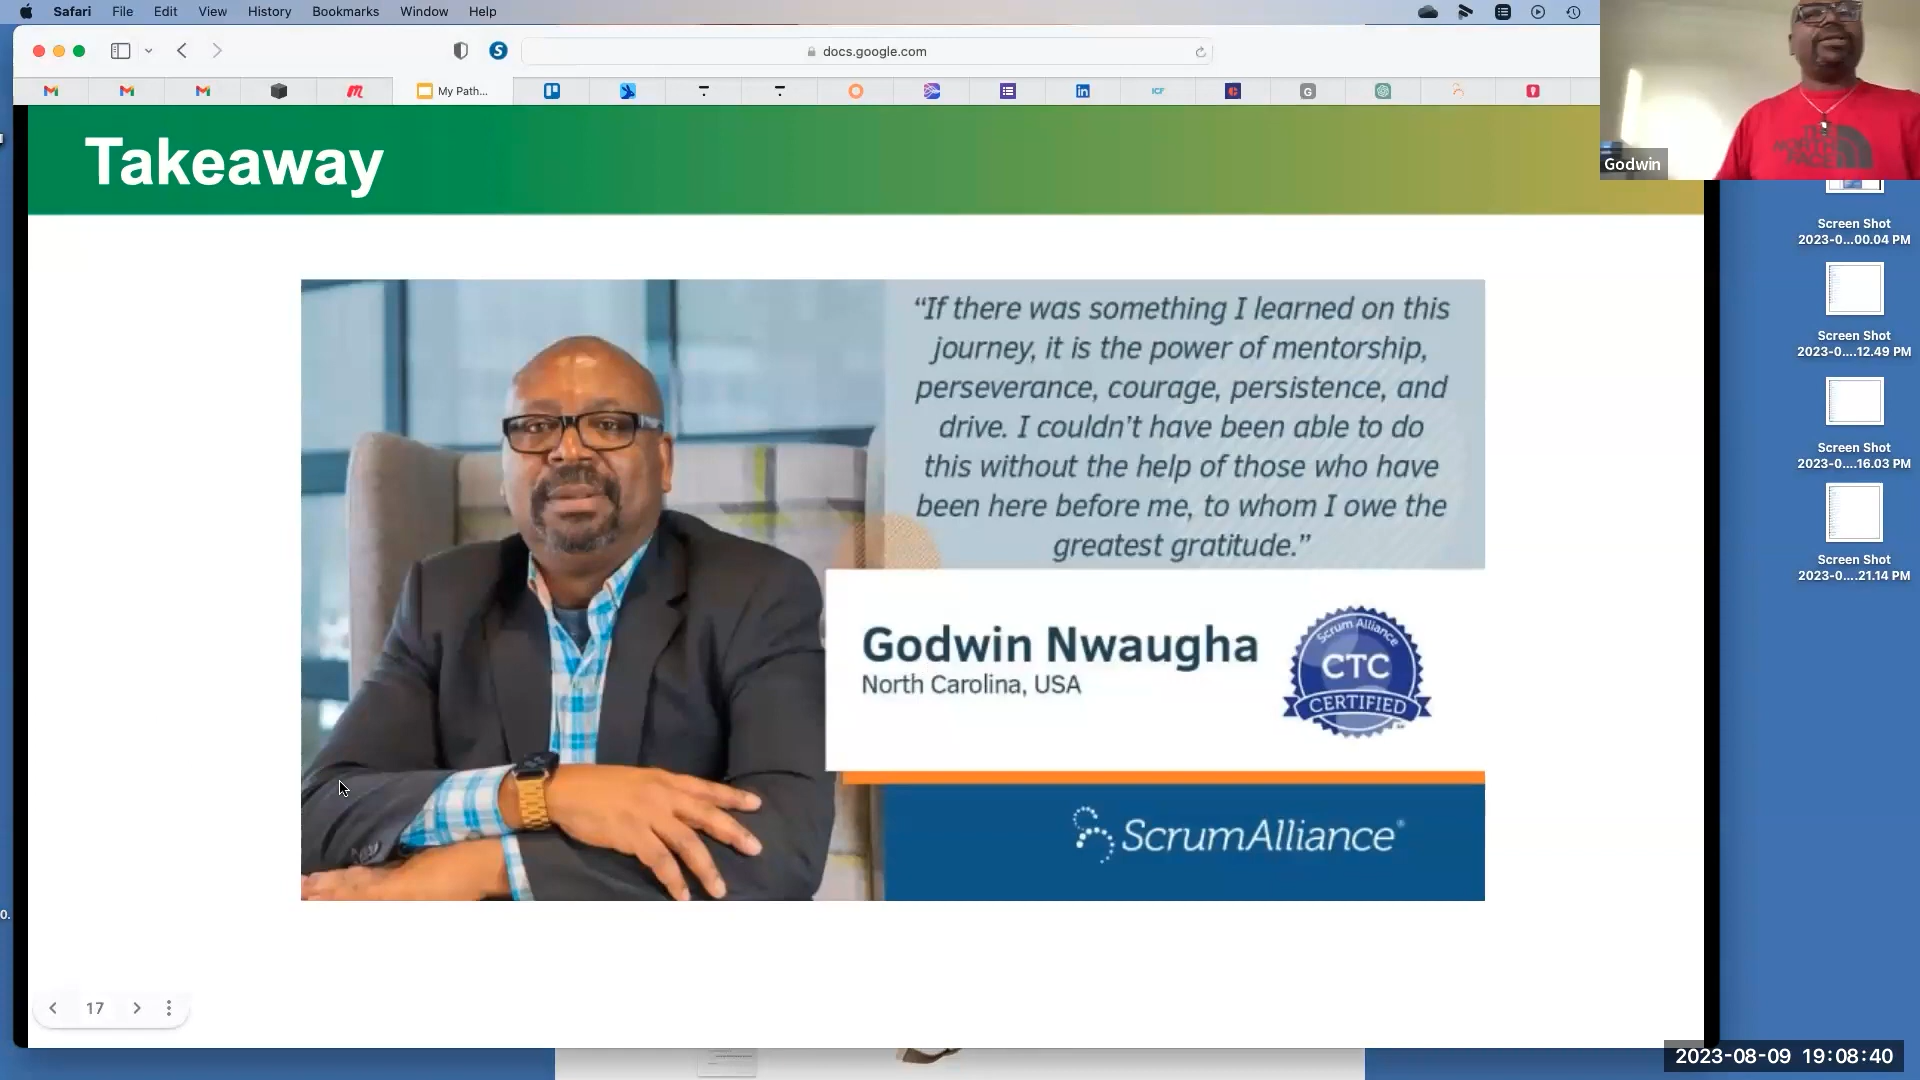 Safari File Edit View History Bookmarks Window Help
docs.google.com
My Path...
ICF
G
Takeaway
Godwin
THE
NORTH
FACE
“If there was something I learned on this
journey, it is the power of mentorship,
perseverance, courage, persistence, and
drive. I couldn’t have been able to do
this without the help of those who have
been here before me, to whom I owe the
greatest gratitude.”
Godwin Nwaugha
North Carolina, USA
Scrum Alliance
CTC
CERTIFIED
ScrumAlliance®
Screen Shot
2023-0...00.04 PM
Screen Shot
2023-0....12.49 PM
Screen Shot
2023-0....16.03 PM
Screen Shot
2023-0....21.14 PM
0.
17
2023-08-09 19:08:40